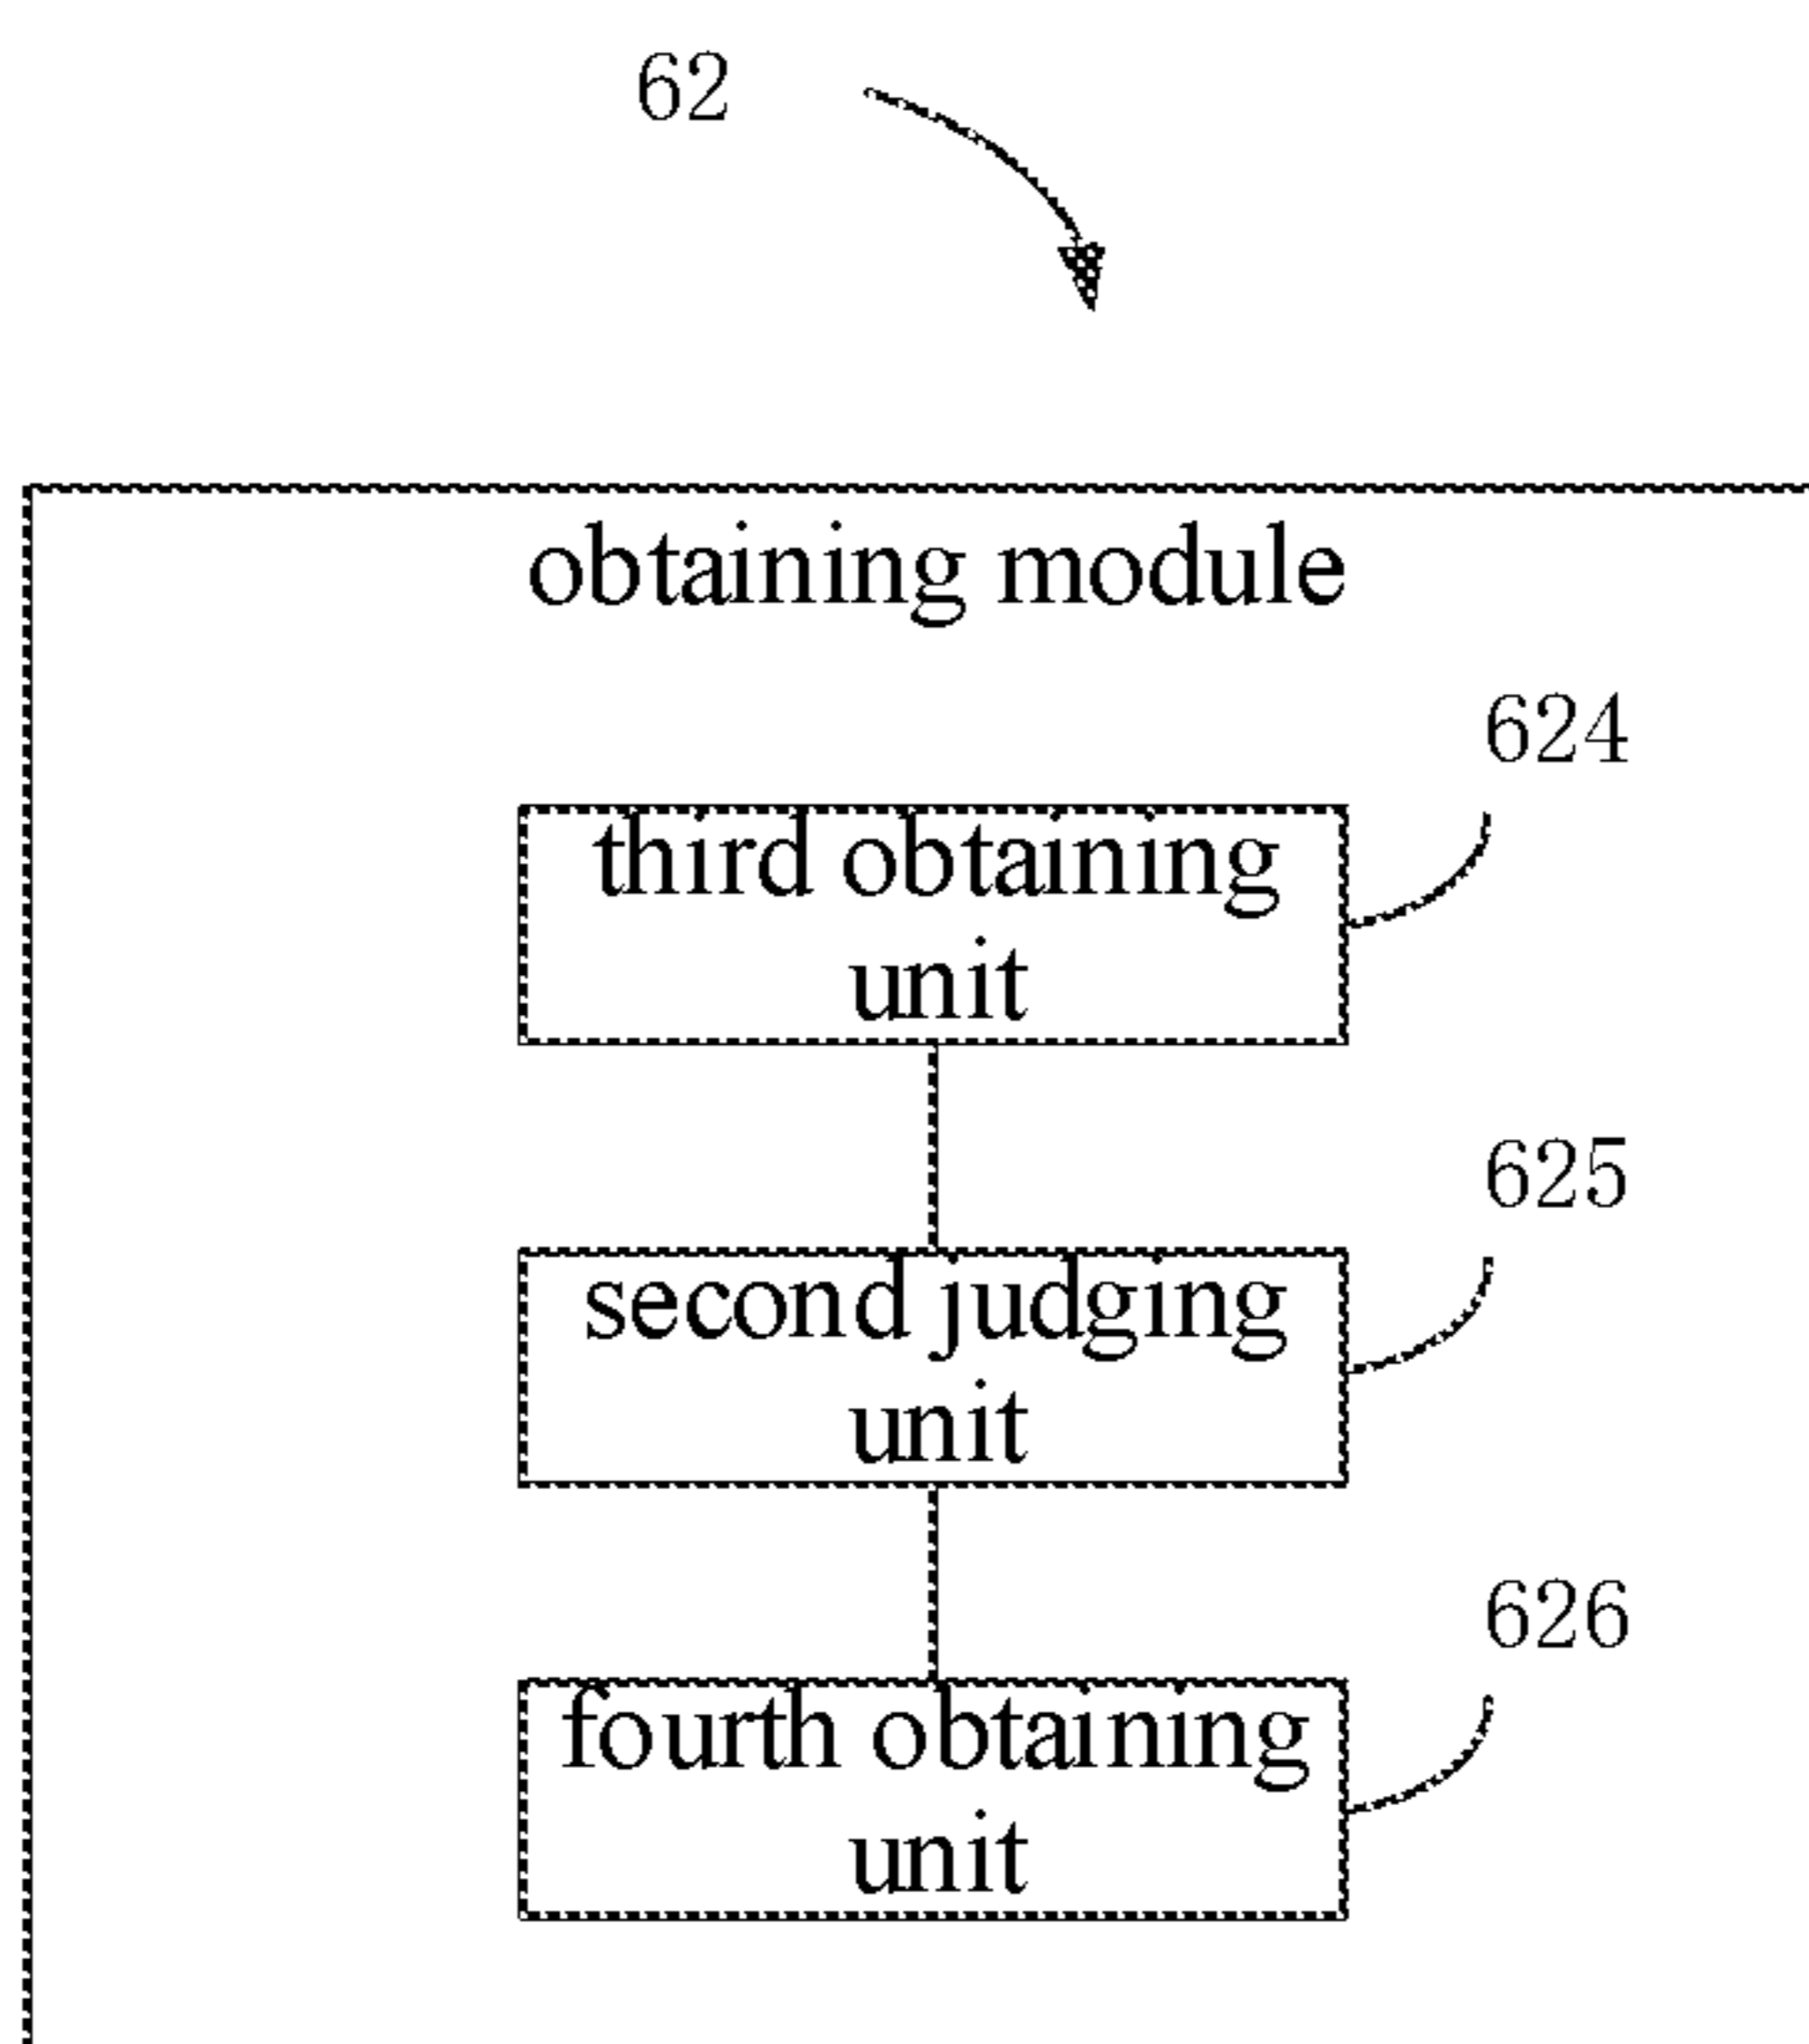 62
obtaining module
624
third obtaining
unit
625
second judging
unit
626
fourth obtaining
unit